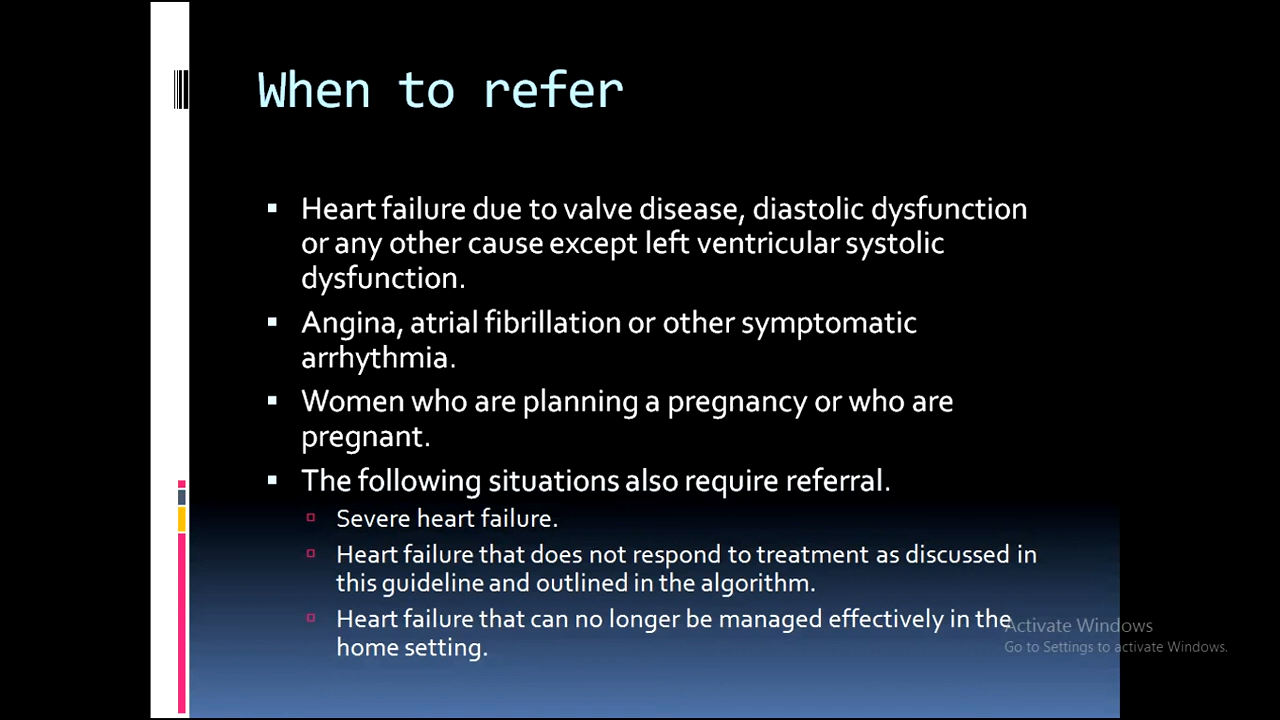 When to refer
Heart failure due to valve disease, diastolic dysfunction
or any other cause except left ventricular systolic
dysfunction.
Angina, atrial fibrillation or other symptomatic
arrhythmia.
Women who are planning a pregnancy or who are
pregnant.
The following situations also require referral.
Severe heart failure.
Heart failure that does not respond to treatment as discussed in
this guideline and outlined in the algorithm.
Heart failure that can no longer be managed effectively in the
home setting.
Activate Windows
Go to Settings to activate Windows.